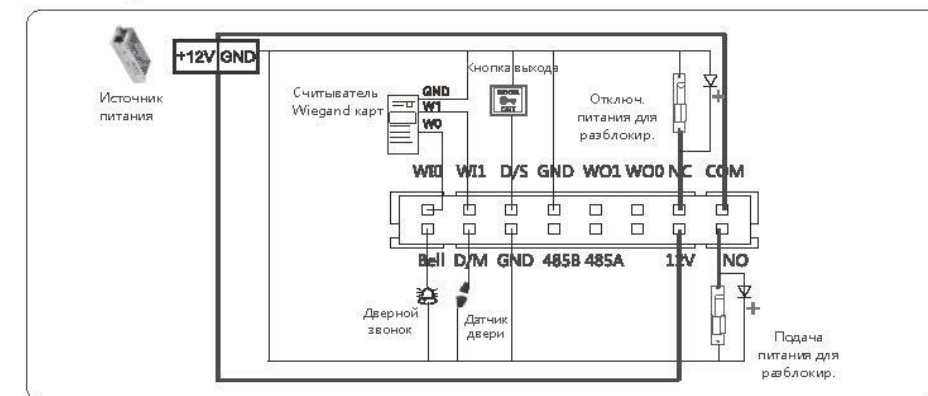 +12V GND
Источник
питания
Считыватель
Wiegand карт
GND
W1
W0
Кнопка выхода
EXIT
Отключ.
питания для
разблокир.
WI0 WI1 D/S GND WO1 WO0 NC COM
Bell D/M GND 485B 485A 12V NO
Дверной
звонок
Датчик
двери
Подача
питания для
разблокир.